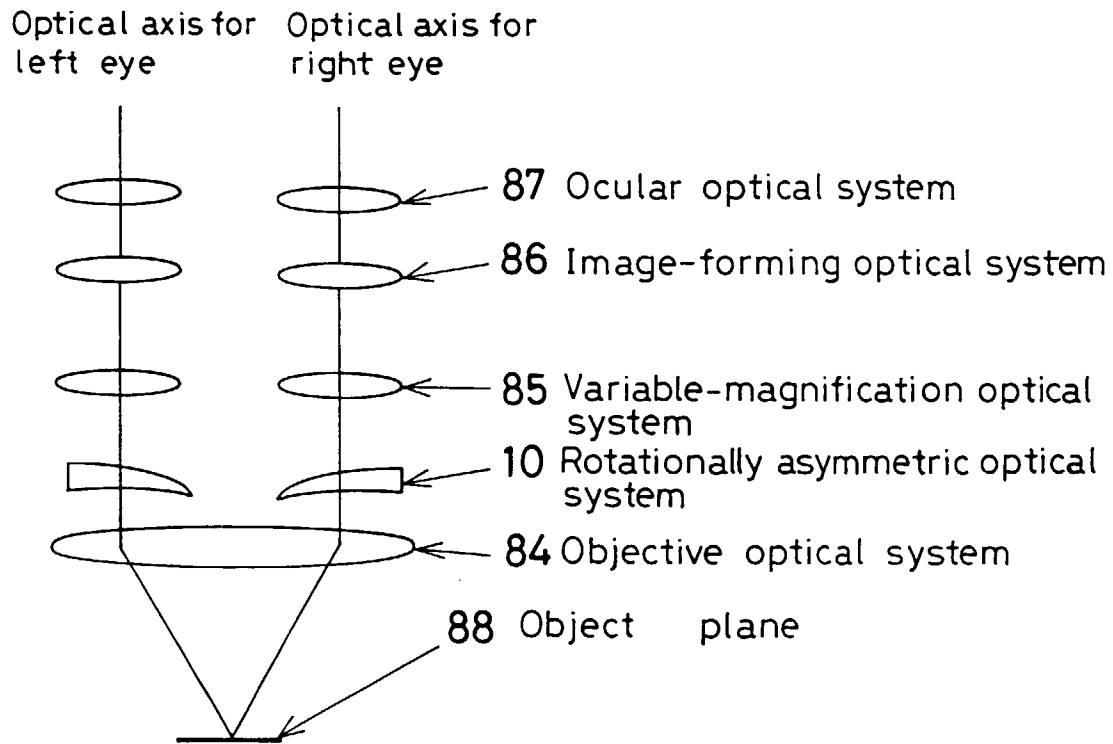 Optical axis for
left eye
Optical axis for
right eye
87 Ocular optical system
86 Image-forming optical system
85 Variable-magnification optical
system
10 Rotationally asymmetric optical
system
84 Objective optical system
88 Object plane